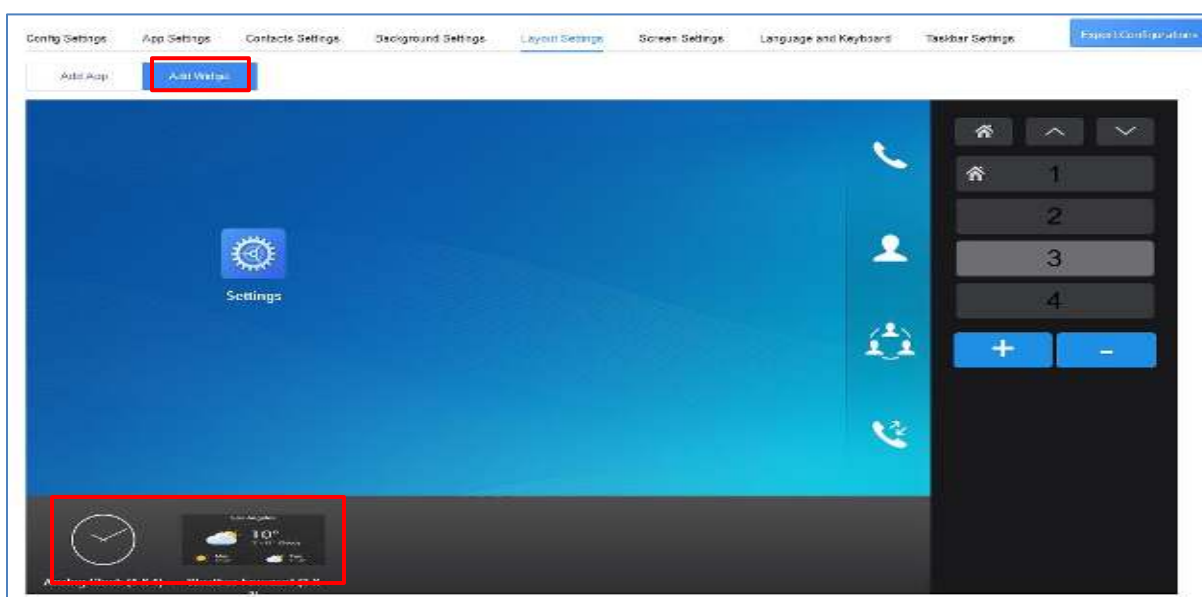 Config Settings App Settings Contacts Settings Background Settings Layout Settings Screen Settings Language and Keyboard Taskbar Settings Export Configurations
Add App Add Widget
1
2
3
4
+ -
Settings
10°